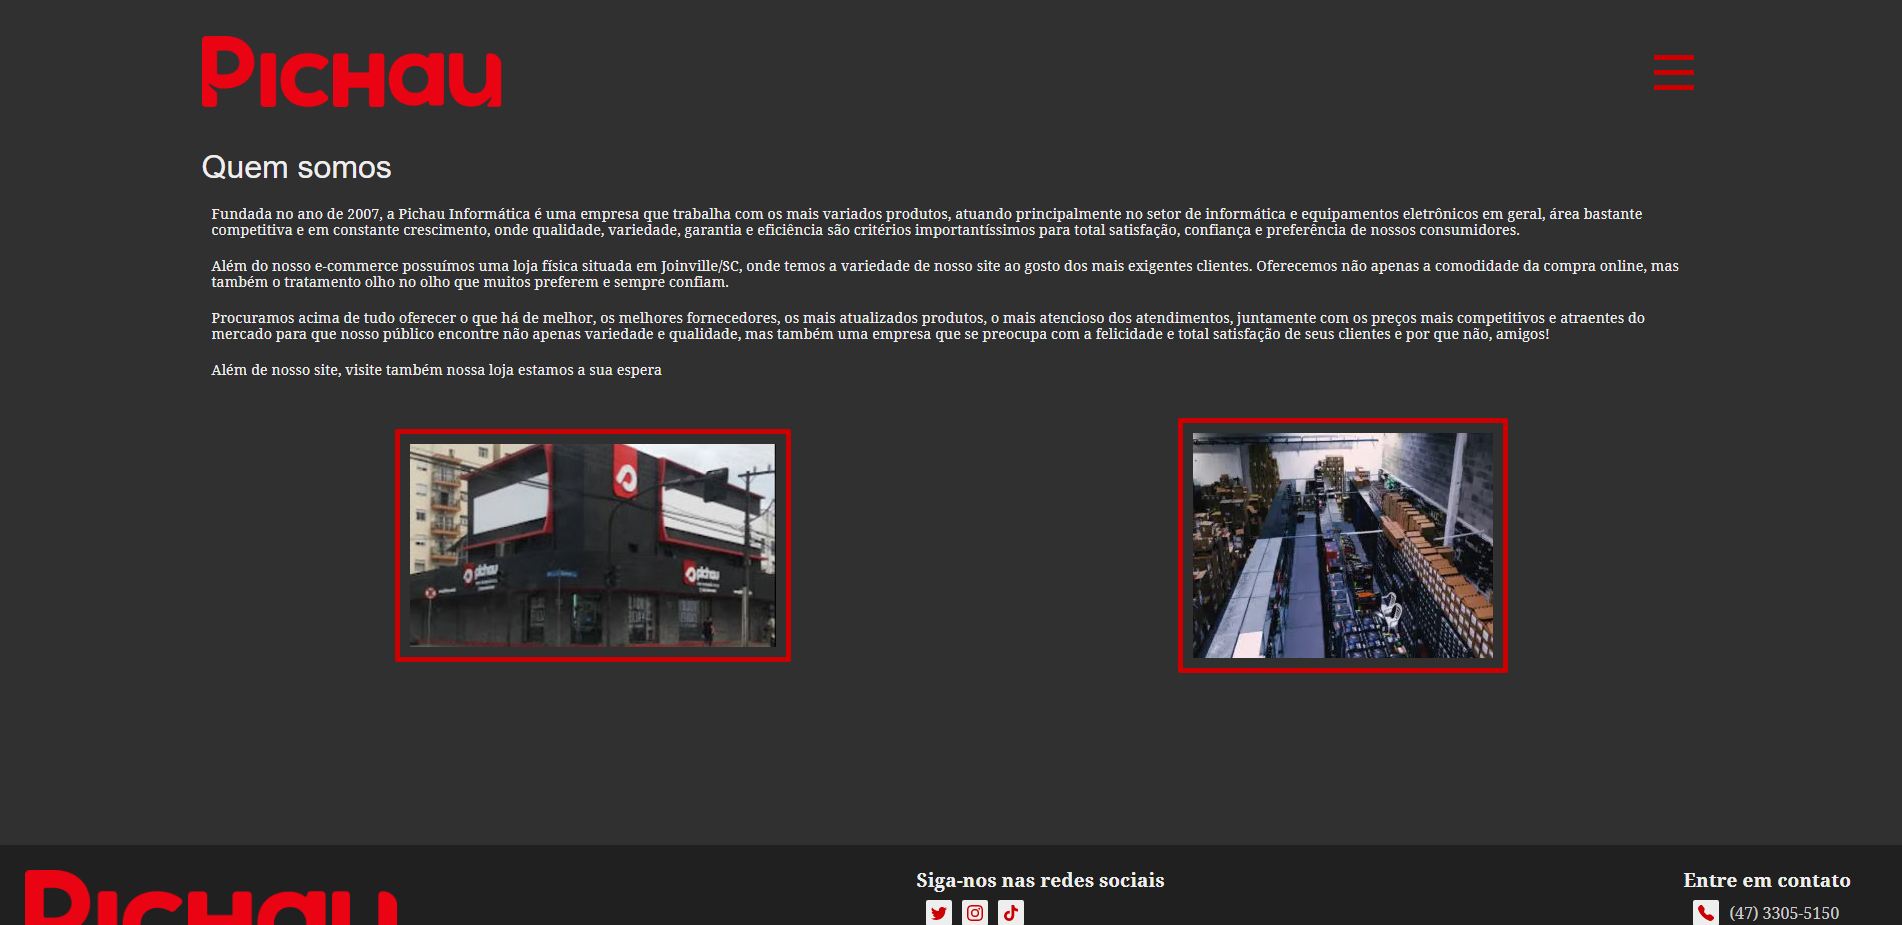 Pichau
Quem somos
Fundada no ano de 2007, a Pichau Informática é uma empresa que trabalha com os mais variados produtos, atuando principalmente no setor de informática e equipamentos eletrônicos em geral, área bastante
competitiva e em constante crescimento, onde qualidade, variedade, garantia e eficiência são critérios importantíssimos para total satisfação, confiança e preferência de nossos consumidores.
Além do nosso e-commerce possuímos uma loja física situada em Joinville/SC, onde temos a variedade de nosso site ao gosto dos mais exigentes clientes. Oferecemos não apenas a comodidade da compra online, mas
também o tratamento olho no olho que muitos preferem e sempre confiam.
Procuramos acima de tudo oferecer o que há de melhor, os melhores fornecedores, os mais atualizados produtos, o mais atencioso dos atendimentos, juntamente com os preços mais competitivos e atraentes do
mercado para que nosso público encontre não apenas variedade e qualidade, mas também uma empresa que se preocupa com a felicidade e total satisfação de seus clientes e por que não, amigos!
Além de nosso site, visite também nossa loja estamos a sua espera
pichau
pichau
Pichau
Siga-nos nas redes sociais
Entre em contato
(47) 3305-5150